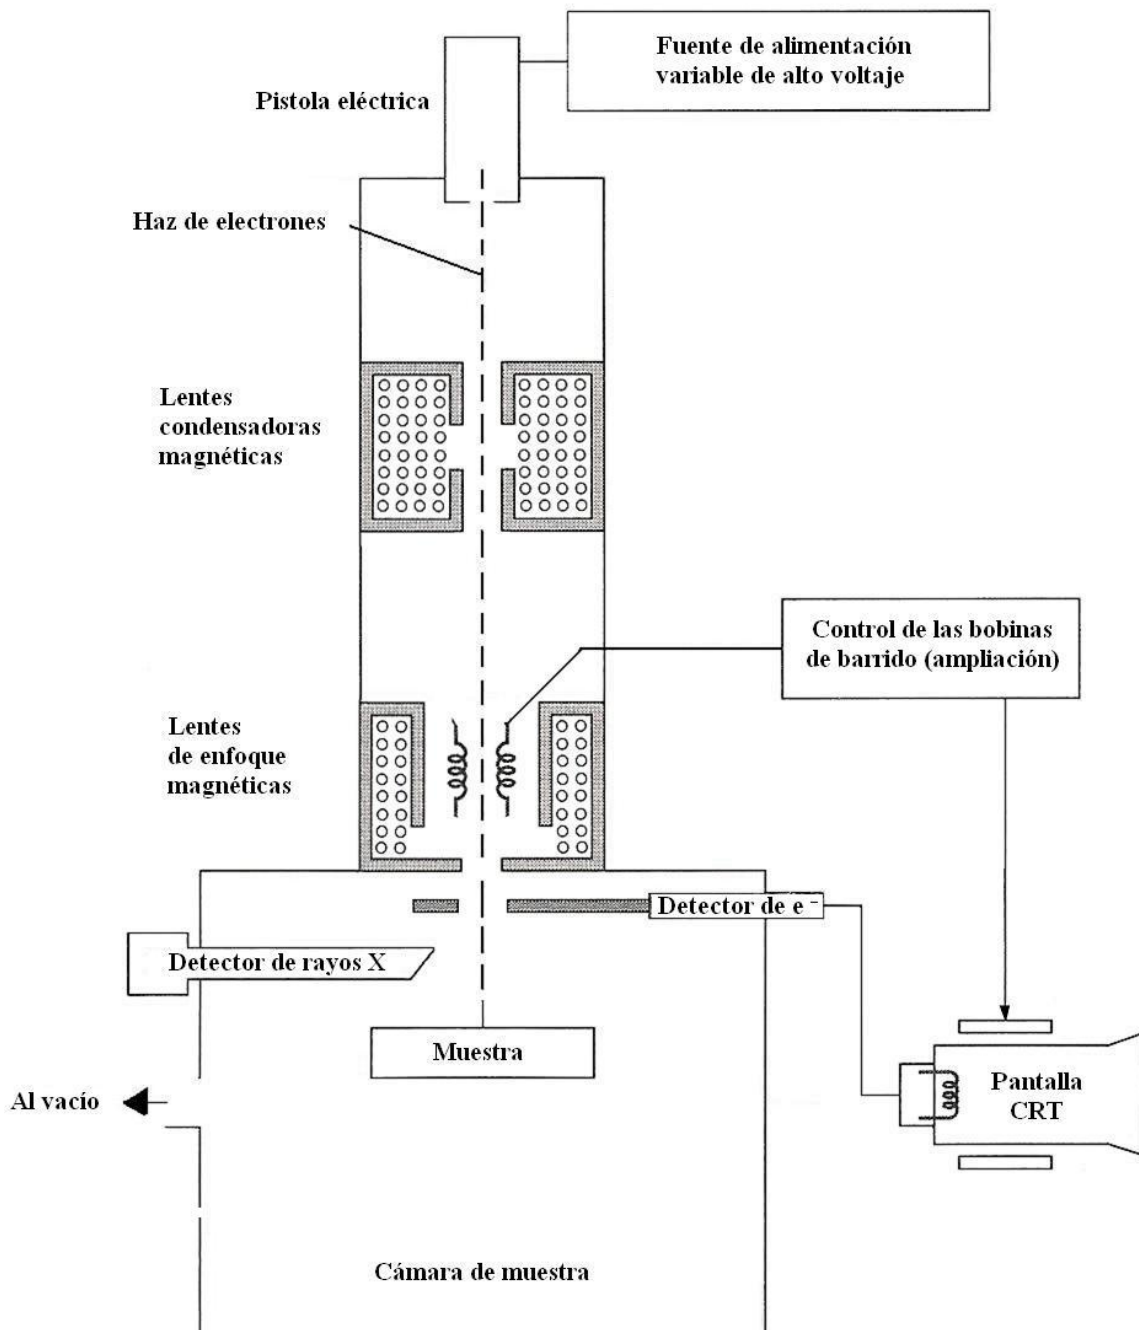 Fuente de alimentación
variable de alto voltaje
Pistola eléctrica
Haz de electrones
Lentes
condensadoras
magnéticas
Control de las bobinas
de barrido (ampliación)
Lentes
de enfoque
magnéticas
Detector de e⁻
Detector de rayos X
Muestra
Al vacío
Pantalla
CRT
Cámara de muestra